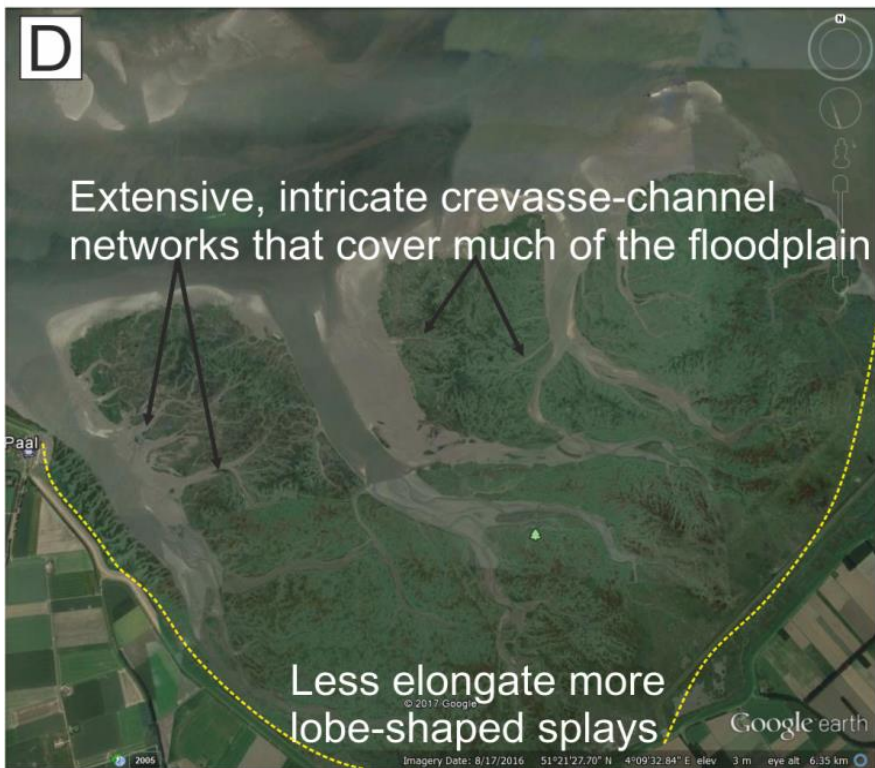 D
N
Extensive, intricate crevasse-channel
networks that cover much of the floodplain
Paal
Less elongate more
© 2017 Google
lobe-shaped splays
Google earth
2005
Imagery Date: 8/17/2016 51°21'27.70" N 4°09'32.84" E elev 3 m eye alt 6.35 km